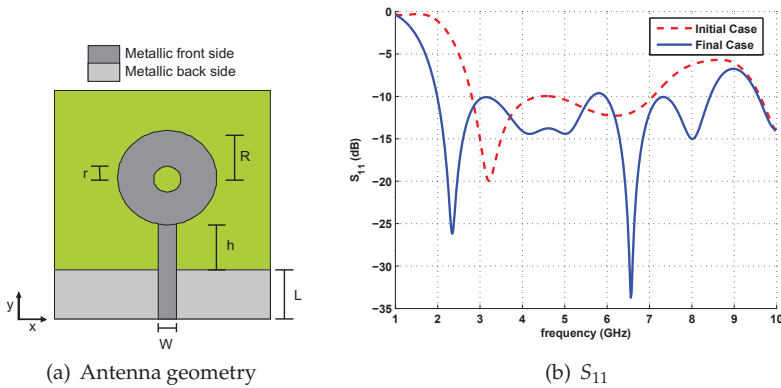 Metallic front side
Metallic back side
R
r
h
L
y
x
W
(a) Antenna geometry
Initial Case
Final Case
0
−5
−10
−15
−20
−25
−30
−35
S11 (dB)
1 2 3 4 5 6 7 8 9 10
frequency (GHz)
(b) S11